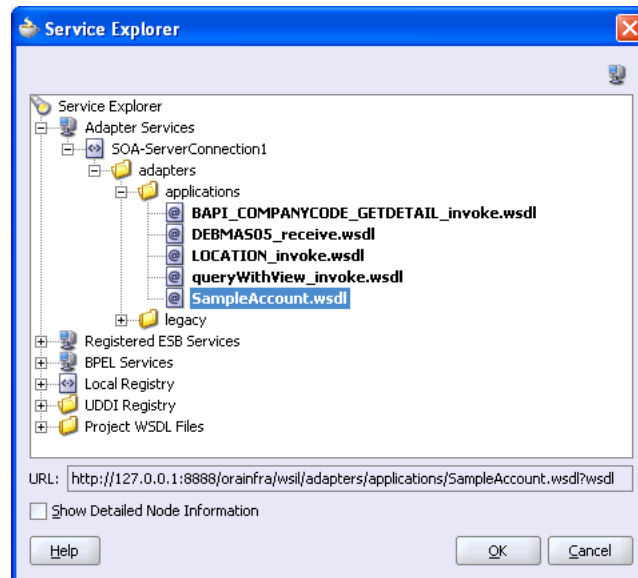 Service Explorer
Service Explorer
Adapter Services
SOA-ServerConnection1
adapters
applications
BAPI_COMPANYCODE_GETDETAIL_invoke.wsdl
DEBMAS05_receive.wsdl
LOCATION_invoke.wsdl
queryWithView_invoke.wsdl
SampleAccount.wsdl
legacy
Registered ESB Services
BPEL Services
Local Registry
UDDI Registry
Project WSDL Files
URL: http://127.0.0.1:8888/orainfra/wsil/adapters/applications/SampleAccount.wsdl?wsdl
Show Detailed Node Information
Help OK Cancel